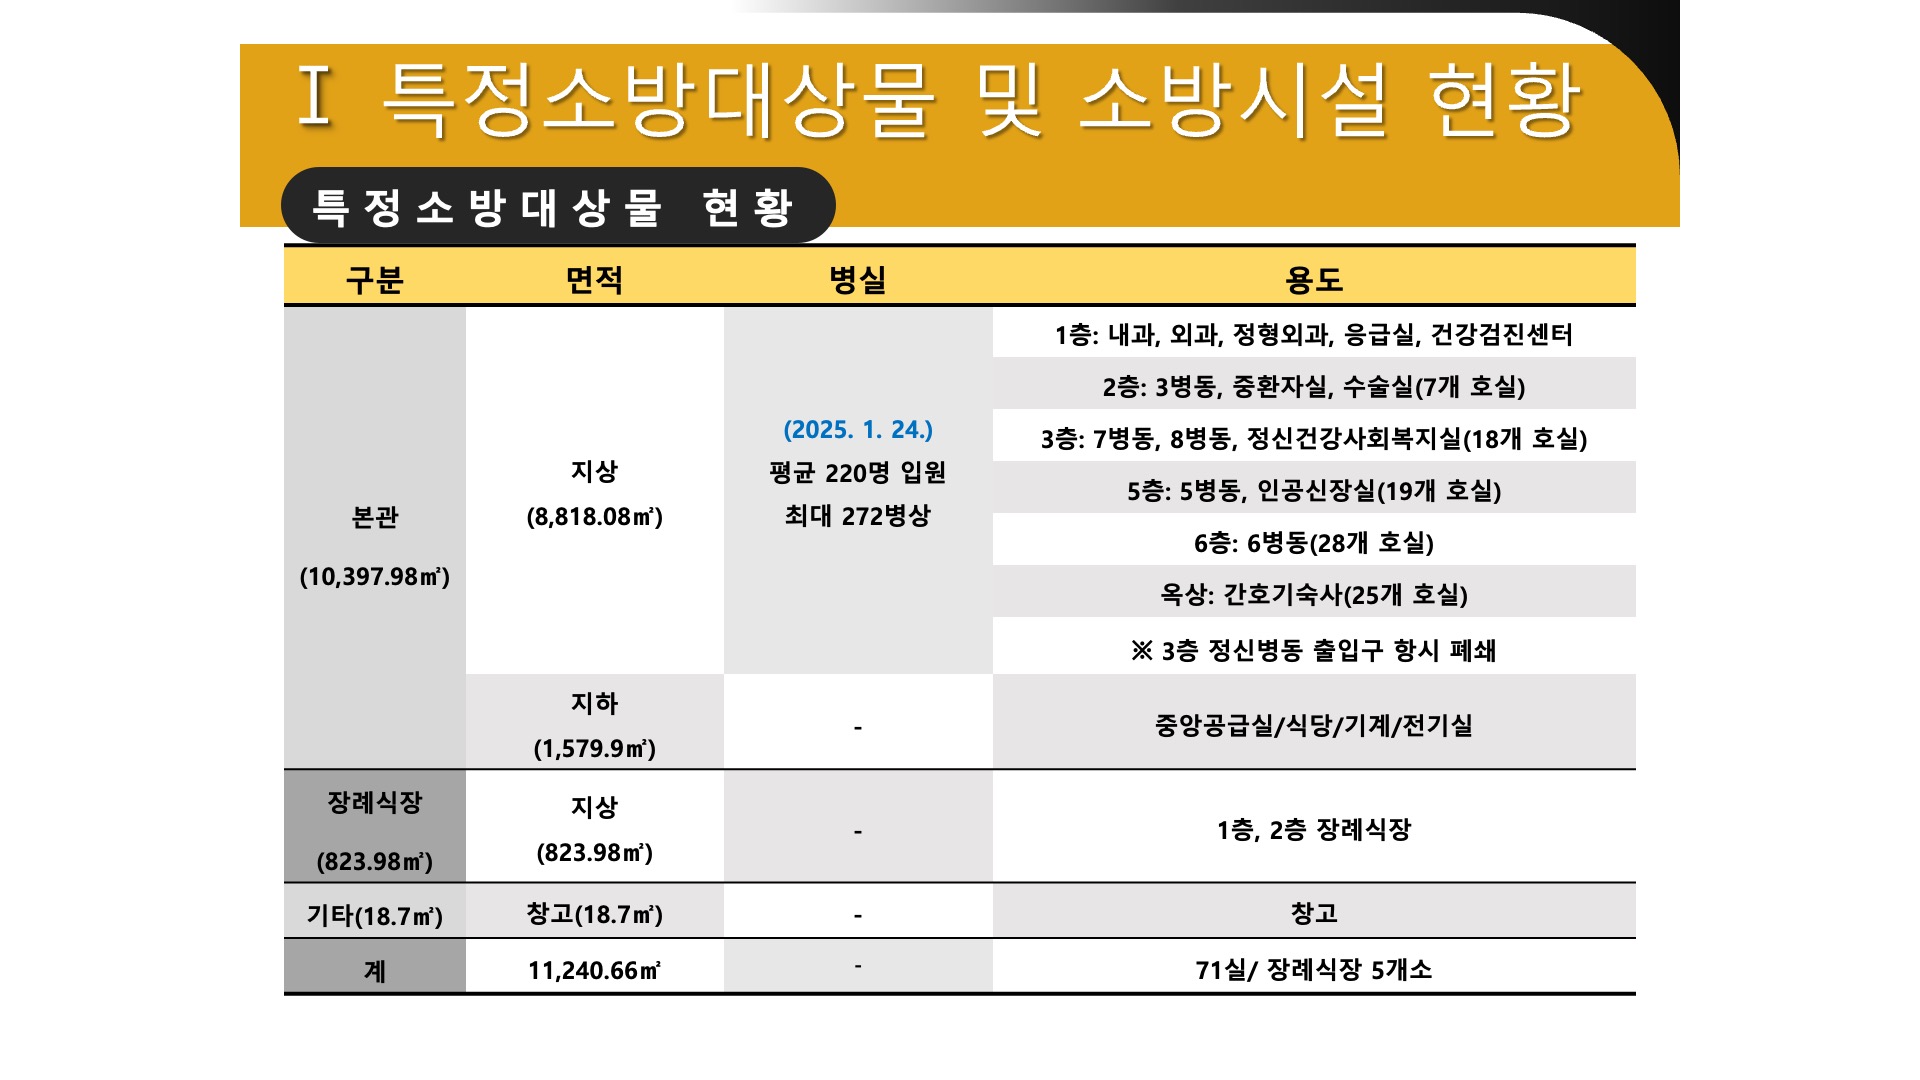 Ⅰ 특정소방대상물 및 소방시설 현황
특정소방대상물 현황
구분 면적 병실 용도
본관
(10,397.98㎡)
지상
(8,818.08㎡)
(2025. 1. 24.)
평균 220명 입원
최대 272병상
1층: 내과, 외과, 정형외과, 응급실, 건강검진센터
2층: 3병동, 중환자실, 수술실(7개 호실)
3층: 7병동, 8병동, 정신건강사회복지실(18개 호실)
5층: 5병동, 인공신장실(19개 호실)
6층: 6병동(28개 호실)
옥상: 간호기숙사(25개 호실)
※ 3층 정신병동 출입구 항시 폐쇄
지하
(1,579.9㎡)
-
중앙공급실/식당/기계/전기실
장례식장
(823.98㎡)
지상
(823.98㎡)
-
1층, 2층 장례식장
기타(18.7㎡) 창고(18.7㎡) - 창고
계 11,240.66㎡ - 71실/ 장례식장 5개소